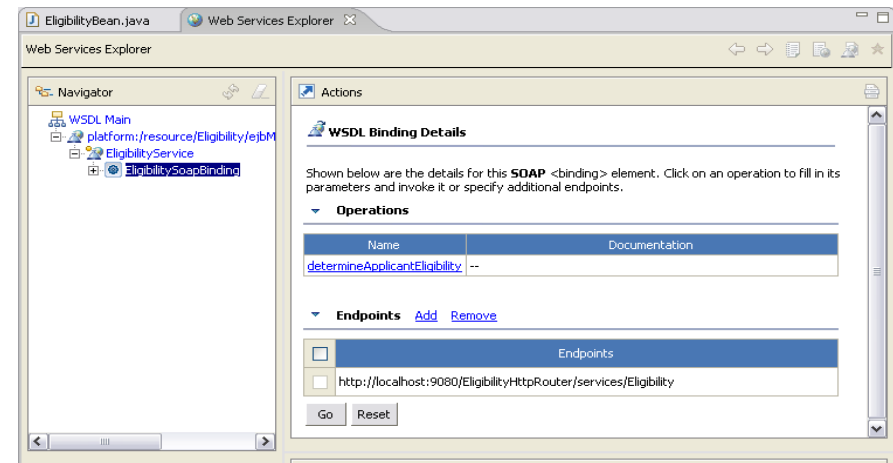 EligibilityBean.java
Web Services Explorer
Web Services Explorer
Navigator
WSDL Main
platform:/resource/Eligibility/ejbM
EligibilityService
EligibilitySoapBinding
Actions
WSDL Binding Details
Shown below are the details for this SOAP <binding> element. Click on an operation to fill in its
parameters and invoke it or specify additional endpoints.
Operations
Name Documentation
determineApplicantEligibility --
Endpoints Add Remove
Endpoints
http://localhost:9080/EligibilityHttpRouter/services/Eligibility
Go Reset